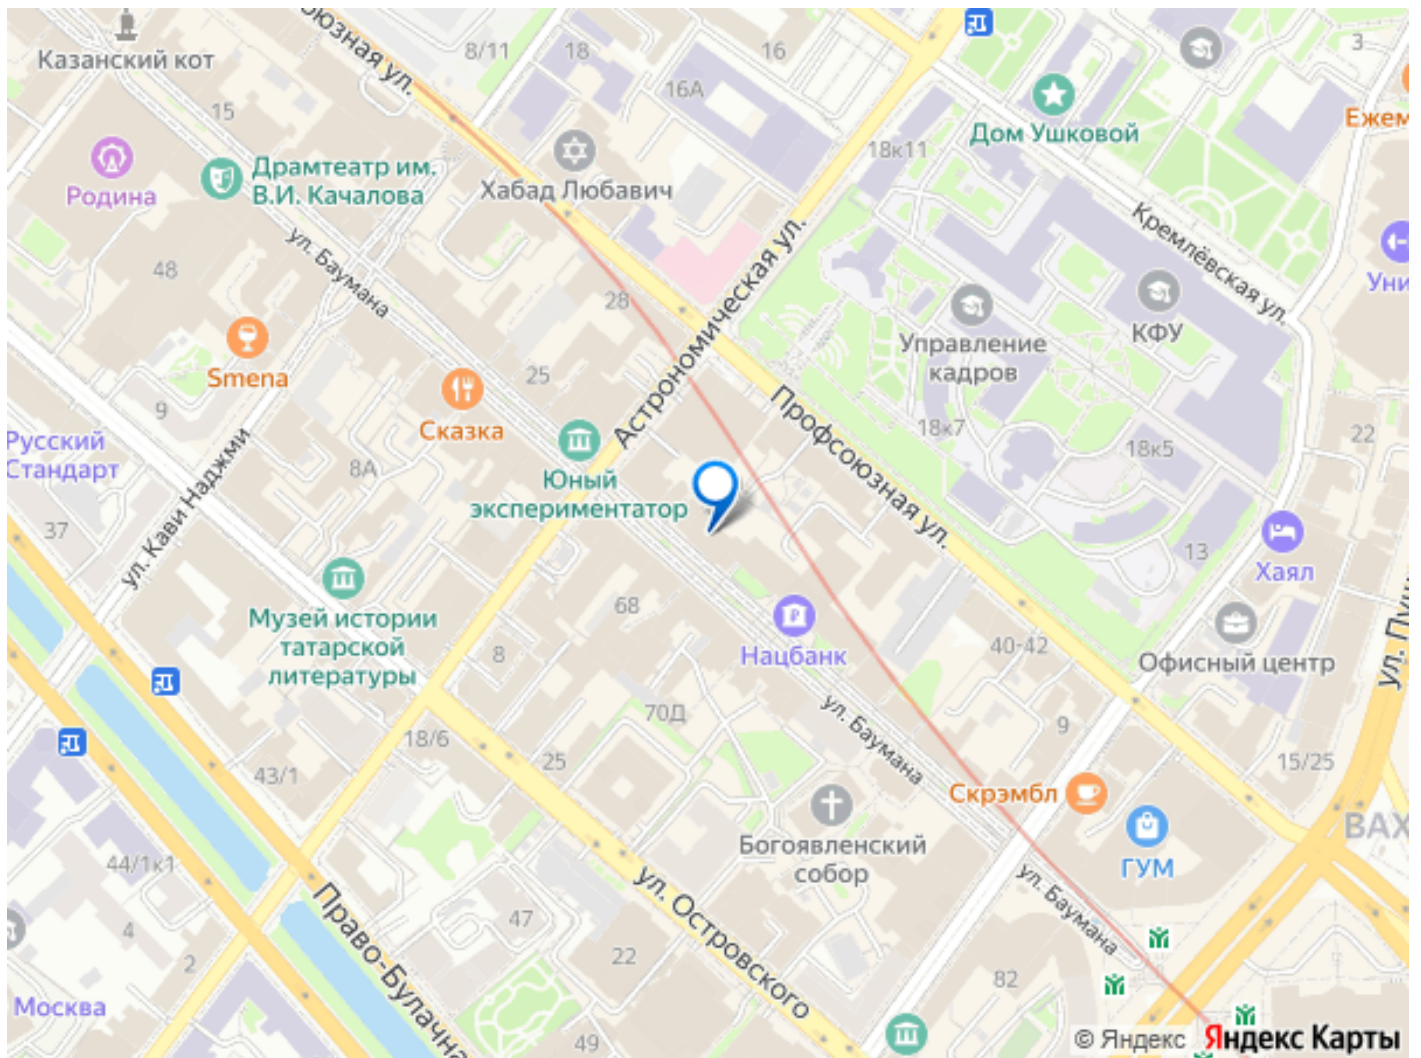 Казанский кот
оюзная ул.
8/11
18
16
3
16А
15
Дом Ушковой
Ежем
18к11
Родина
Драмтеатр им.
В.И. Качалова
Хабад Любавич
Кремлёвская ул.
ул. Баумана
48
28
Астрономическая ул.
Управление
кадров
КФУ
Уни
Smena
25
Сказка
Профсоюзная ул.
9
18к7
18к5
22
Русский
Стандарт
8А
Юный
экспериментатор
ул. Кави Наджми
37
13
Хаял
Музей истории
татарской
литературы
68
8
Нацбанк
40-42
Офисный центр
ул. Пуш
70Д
ул. Баумана
9
18/6
25
43/1
15/25
Скрэмбл
ВАХ
Богоявленский
собор
ГУМ
44/1к1
ул. Островского
ул. Баумана
Право-Булачна
47
4
2
22
82
Москва
49
© Яндекс Яндекс Карты